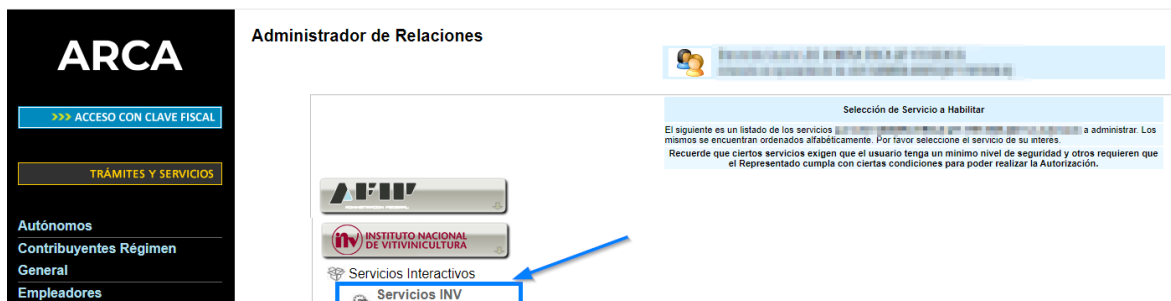 ARCA
>>> ACCESO CON CLAVE FISCAL
TRÁMITES Y SERVICIOS
Autónomos
Contribuyentes Régimen
General
Empleadores
Administrador de Relaciones
Selección de Servicio a Habilitar
El siguiente es un listado de los servicios a administrar. Los
mismos se encuentran ordenados alfabéticamente. Por favor seleccione el servicio de su interés.
Recuerde que ciertos servicios exigen que el usuario tenga un mínimo nivel de seguridad y otros requieren que
el Representado cumpla con ciertas condiciones para poder realizar la Autorización.
AFIP
inv INSTITUTO NACIONAL
DE VITIVINICULTURA
Servicios Interactivos
Servicios INV